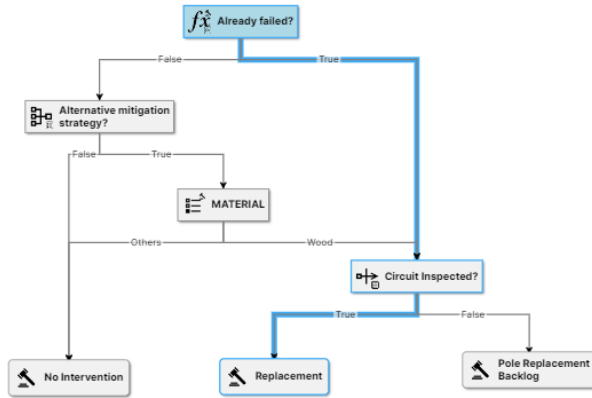 Already failed?
False
True
Alternative mitigation
strategy?
False
True
MATERIAL
Others
Wood
Circuit Inspected?
True
False
No Intervention
Replacement
Pole Replacement
Backlog